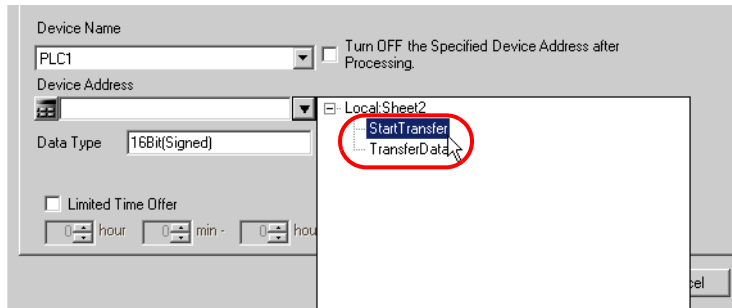 Device Name
PLC1
Turn OFF the Specified Device Address after
Processing.
Device Address
Local:Sheet2
StartTransfer
TransferData
Data Type 16Bit(Signed)
Limited Time Offer
0 hour 0 min - 0 hou
cel